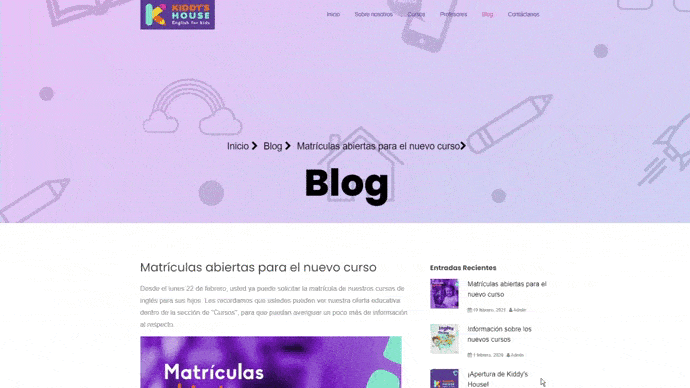 KIDDY'S
HOUSE
English for Kids
Inicio Sobre nosotros Cursos Profesores Blog Contáctanos
Inicio Blog Matrículas abiertas para el nuevo curso
Blog
Matrículas abiertas para el nuevo curso
Desde el lunes 22 de febrero, usted ya puede solicitar la matrícula de nuestros cursos de
inglés para sus hijos. Les recordamos que ustedes pueden ver nuestra oferta educativa
dentro de la sección de "Cursos", para que puedan averiguar un poco más de información
al respecto.
Matrículas
Entradas Recientes
Matrículas abiertas para el
nuevo curso
19 febrero, Admin
Información sobre los
nuevos cursos
1 febrero, Admin
¡Apertura de Kiddy's
House!